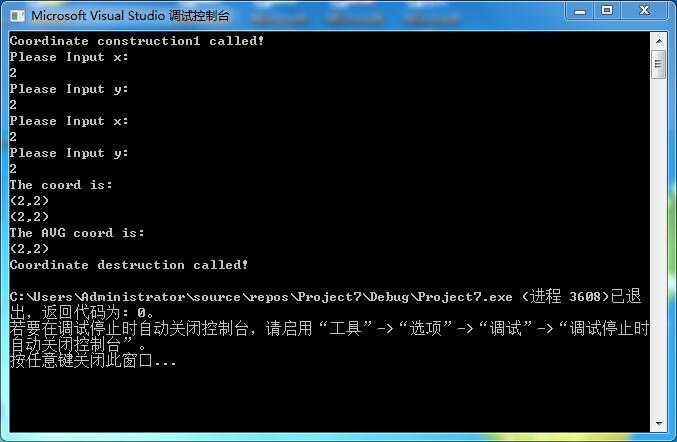 Microsoft Visual Studio 调试控制台
Coordinate construction1 called!
Please Input x:
2
Please Input y:
2
Please Input x:
2
Please Input y:
2
The coord is:
(2,2)
(2,2)
The AVG coord is:
(2,2)
Coordinate destruction called!
C:\Users\Administrator\source\repos\Project7\Debug\Project7.exe (进程 3608)已退
出，返回代码为: 0。
若要在调试停止时自动关闭控制台，请启用“工具”->“选项”->“调试”->“调试停止时
自动关闭控制台”。
按任意键关闭此窗口...